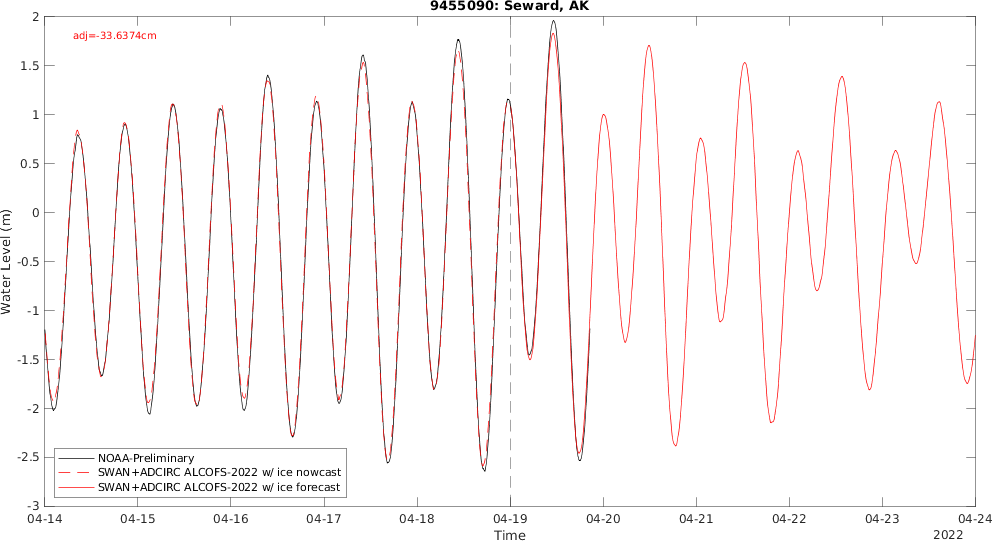 9455090: Seward, AK
adj=-33.6374cm
2
1.5
1
0.5
0
-0.5
-1
-1.5
-2
-2.5
-3
Water Level (m)
NOAA-Preliminary
SWAN+ADCIRC ALCOFS-2022 w/ ice nowcast
SWAN+ADCIRC ALCOFS-2022 w/ ice forecast
04-14 04-15 04-16 04-17 04-18 04-19 04-20 04-21 04-22 04-23 04-24
Time
2022